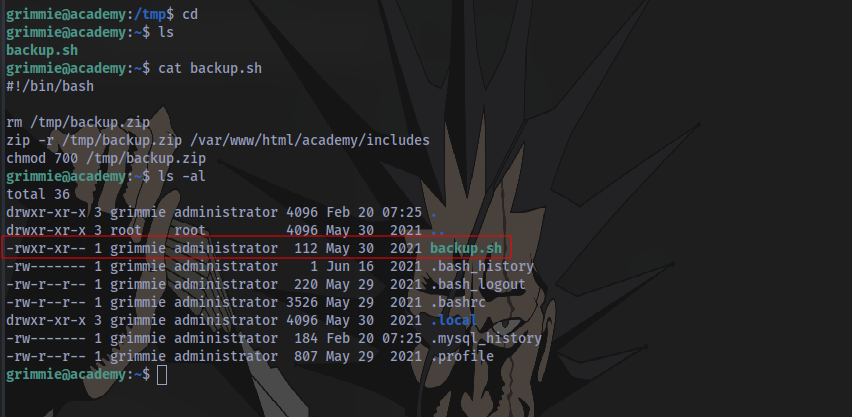 grimmie@academy:/tmp$ cd
grimmie@academy:~$ ls
backup.sh
grimmie@academy:~$ cat backup.sh
#!/bin/bash

rm /tmp/backup.zip
zip -r /tmp/backup.zip /var/www/html/academy/includes
chmod 700 /tmp/backup.zip
grimmie@academy:~$ ls -al
total 36
drwxr-xr-x 3 grimmie administrator 4096 Feb 20 07:25 .
drwxr-xr-x 3 root    root          4096 May 30  2021 ..
-rwxr-xr-- 1 grimmie administrator  112 May 30  2021 backup.sh
-rw------- 1 grimmie administrator    1 Jun 16  2021 .bash_history
-rw-r--r-- 1 grimmie administrator  220 May 29  2021 .bash_logout
-rw-r--r-- 1 grimmie administrator 3526 May 29  2021 .bashrc
drwxr-xr-x 3 grimmie administrator 4096 May 30  2021 .local
-rw------- 1 grimmie administrator  184 Feb 20 07:25 .mysql_history
-rw-r--r-- 1 grimmie administrator  807 May 29  2021 .profile
grimmie@academy:~$